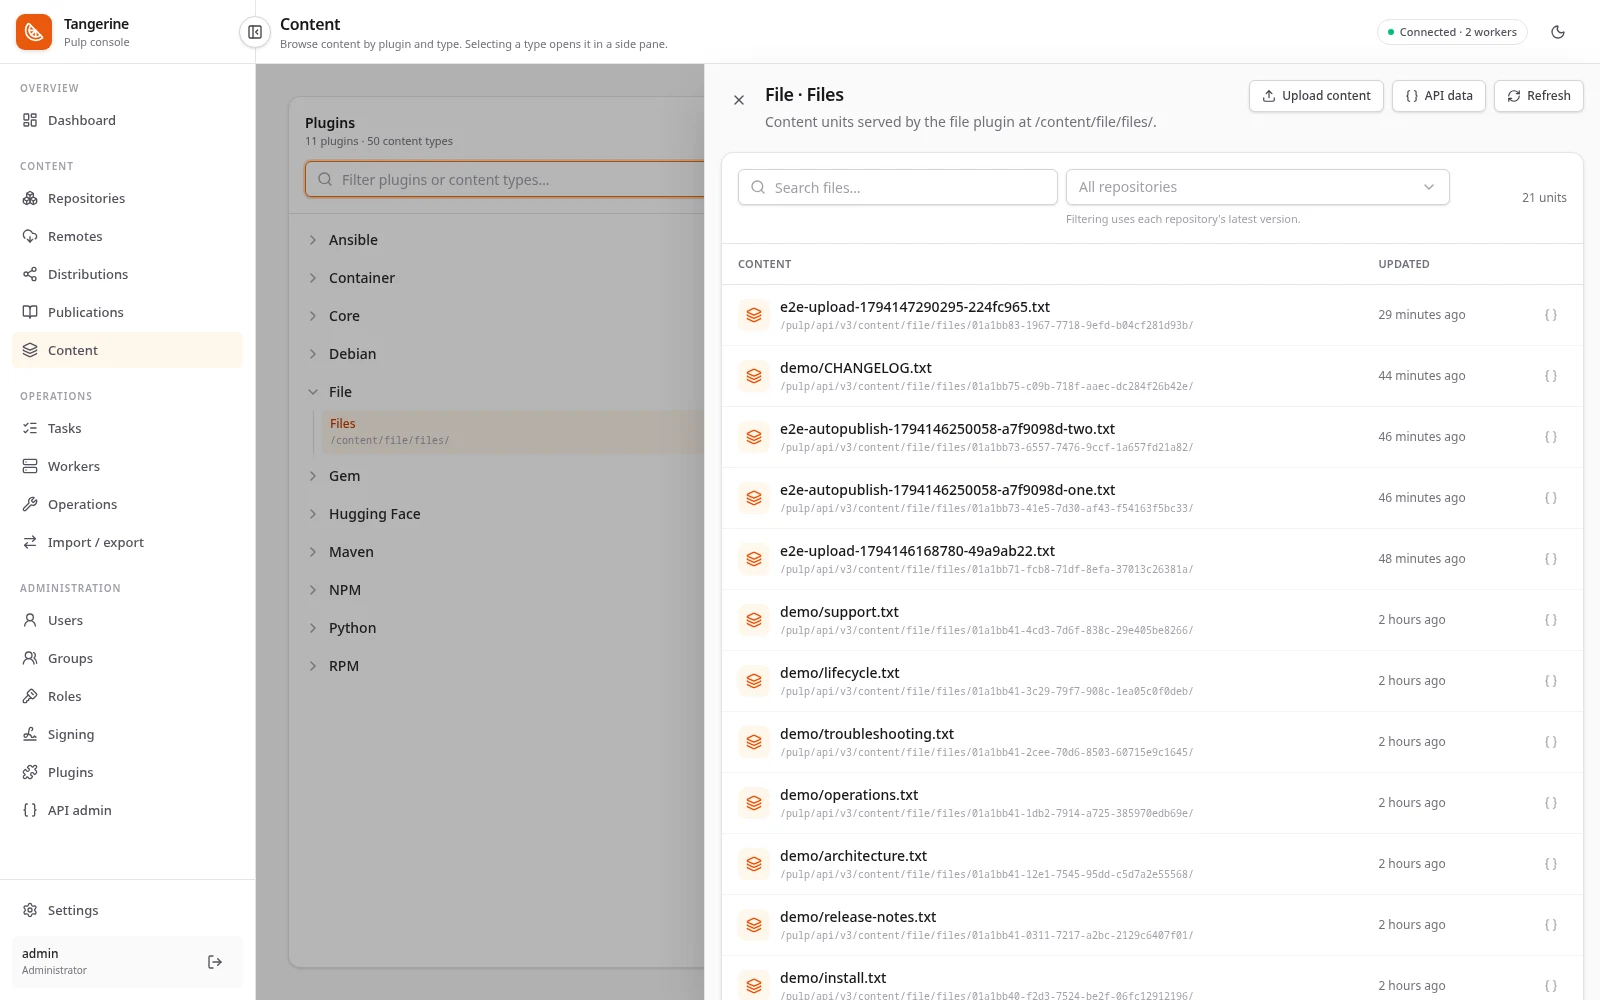 Tangerine
Pulp console
OVERVIEW
Dashboard
CONTENT
Repositories
Remotes
Distributions
Publications
Content
OPERATIONS
Tasks
Workers
Operations
Import / export
ADMINISTRATION
Users
Groups
Roles
Signing
Plugins
API admin
Settings
admin
Administrator
Content
Browse content by plugin and type. Selecting a type opens it in a side pane.
Connected · 2 workers
Plugins
11 plugins · 50 content types
Filter plugins or content types...
Ansible
Container
Core
Debian
File
Files
/content/file/files/
Gem
Hugging Face
Maven
NPM
Python
RPM
File · Files
Content units served by the file plugin at /content/file/files/.
Upload content
{ } API data
Refresh
Search files...
All repositories
Filtering uses each repository's latest version.
21 units
CONTENT UPDATED
e2e-upload-1794147290295-224fc965.txt
/pulp/api/v3/content/file/files/01a1bb83-1967-7718-9efd-b04cf281d93b/
29 minutes ago { }
demo/CHANGELOG.txt
/pulp/api/v3/content/file/files/01a1bb75-c09b-718f-aaec-dc284f26b42e/
44 minutes ago { }
e2e-autopublish-1794146250058-a7f9098d-two.txt
/pulp/api/v3/content/file/files/01a1bb73-6557-7476-9ccf-1a657fd21a82/
46 minutes ago { }
e2e-autopublish-1794146250058-a7f9098d-one.txt
/pulp/api/v3/content/file/files/01a1bb73-41e5-7d30-af43-f54163f5bc33/
46 minutes ago { }
e2e-upload-1794146168780-49a9ab22.txt
/pulp/api/v3/content/file/files/01a1bb71-fcb8-71df-8efa-37013c26381a/
48 minutes ago { }
demo/support.txt
/pulp/api/v3/content/file/files/01a1bb41-4cd3-7d6f-838c-29e405be8266/
2 hours ago { }
demo/lifecycle.txt
/pulp/api/v3/content/file/files/01a1bb41-3c29-79f7-908c-1ea05c0f0deb/
2 hours ago { }
demo/troubleshooting.txt
/pulp/api/v3/content/file/files/01a1bb41-2cee-70d6-8503-60715e9c1645/
2 hours ago { }
demo/operations.txt
/pulp/api/v3/content/file/files/01a1bb41-1db2-7914-a725-385970edb69e/
2 hours ago { }
demo/architecture.txt
/pulp/api/v3/content/file/files/01a1bb41-12e1-7545-95dd-c5d7a2e55568/
2 hours ago { }
demo/release-notes.txt
/pulp/api/v3/content/file/files/01a1bb41-0311-7217-a2bc-2129c6407f01/
2 hours ago { }
demo/install.txt
/pulp/api/v3/content/file/files/01a1bb40-f2d3-7524-be2f-06fc12912196/
2 hours ago { }